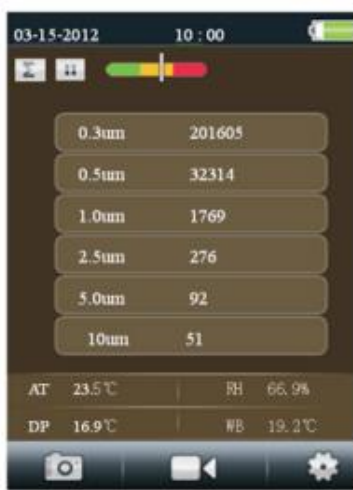 03-15-2012 10 : 00
Σ
0.3um 201605
0.5um 32314
1.0um 1769
2.5um 276
5.0um 92
10um 51
AT 23.5℃ RH 66.9%
DP 16.9℃ WB 19.2℃